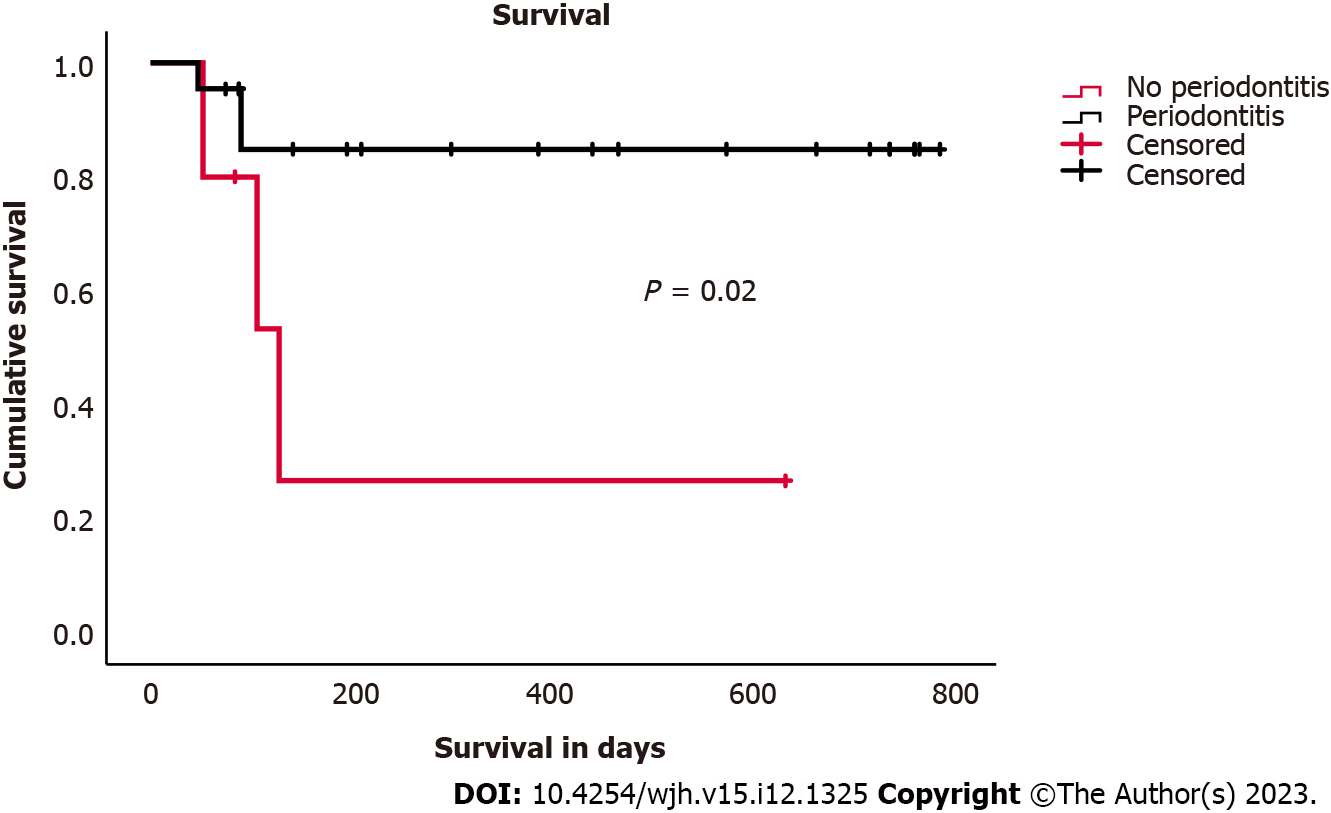 Survival
1.0
0.8
0.6
0.4
0.2
0.0
Cumulative survival
No periodontitis
Periodontitis
Censored
Censored
P = 0.02
0 200 400 600 800
Survival in days
DOI: 10.4254/wjh.v15.i12.1325 Copyright ©The Author(s) 2023.